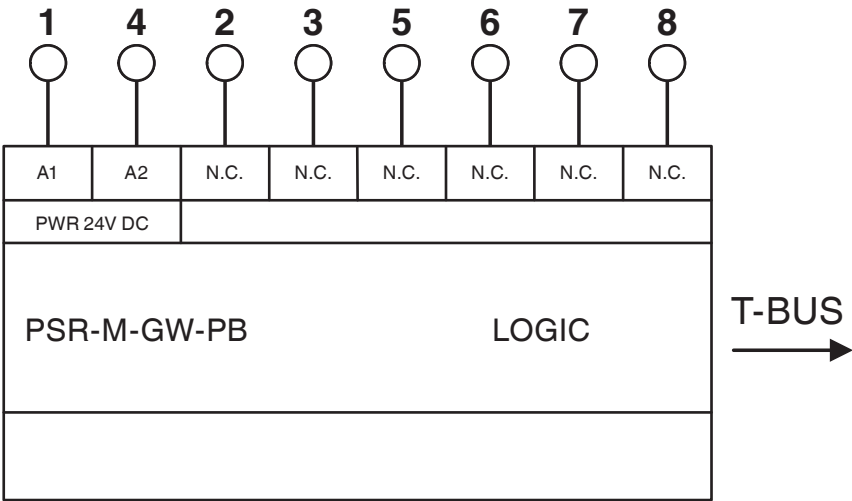 1 4 2 3 5 6 7 8
A1 A2 N.C. N.C. N.C. N.C. N.C. N.C.
PWR 24V DC
PSR-M-GW-PB LOGIC
T-BUS